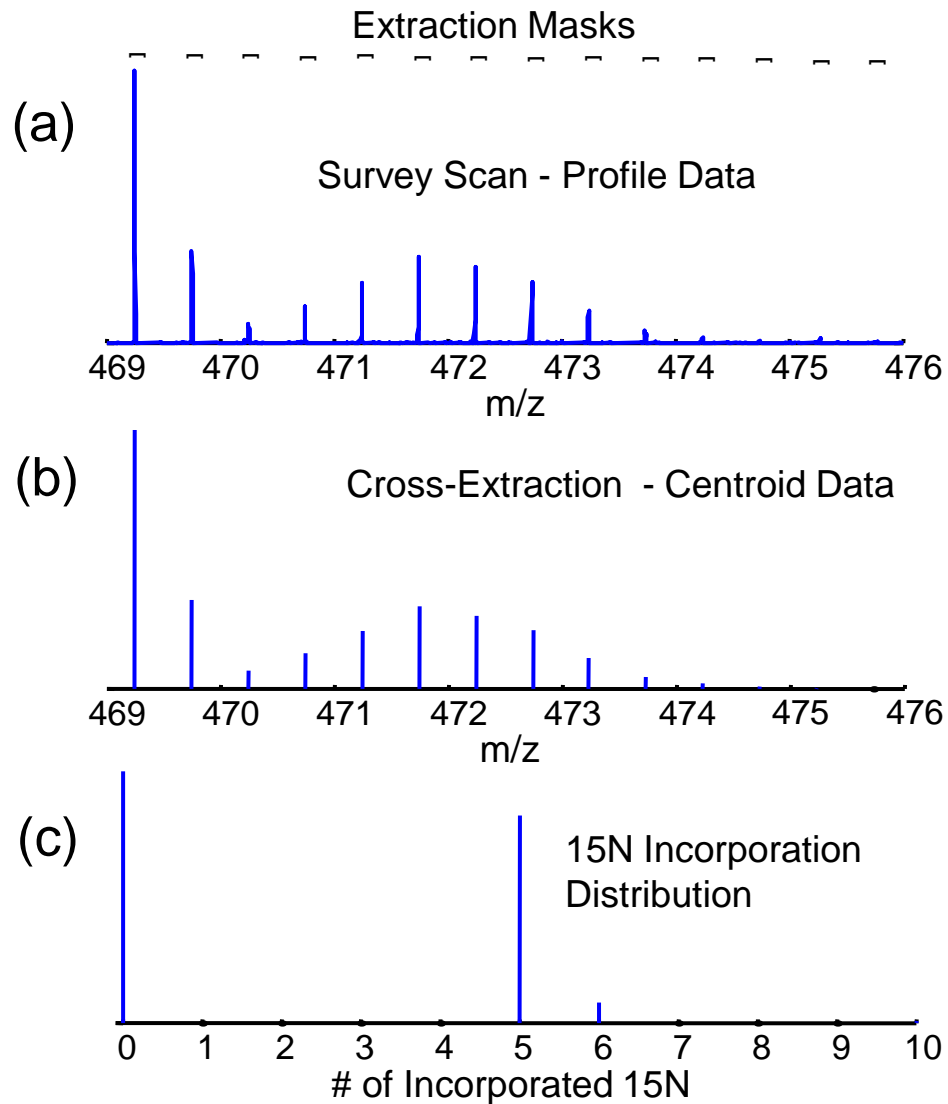 Extraction Masks
(a)
Survey Scan - Profile Data
469 470 471 472 473 474 475 476
m/z
(b)
Cross-Extraction - Centroid Data
469 470 471 472 473 474 475 476
m/z
(c)
15N Incorporation
Distribution
0 1 2 3 4 5 6 7 8 9 10
# of Incorporated 15N